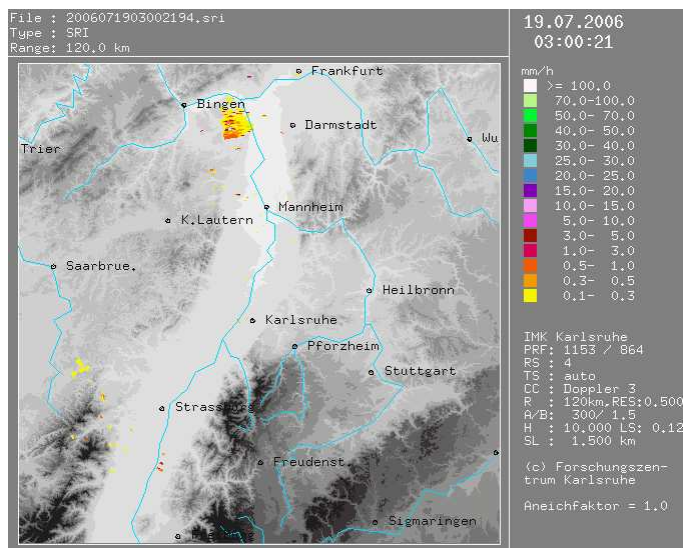 File : 2006071903002194.sri
Type : SRI
Range: 120.0 km
19.07.2006
03:00:21
mm/h
>= 100.0
70.0-100.0
50.0- 70.0
40.0- 50.0
30.0- 40.0
25.0- 30.0
20.0- 25.0
15.0- 20.0
10.0- 15.0
5.0- 10.0
3.0- 5.0
1.0- 3.0
0.5- 1.0
0.3- 0.5
0.1- 0.3
IMK Karlsruhe
PRF: 1153 / 864
RS : 4
TS : auto
CC : Doppler 3
R : 120km,RES:0.500
A/B: 300/ 1.5
H : 10.000 LS: 0.12
SL : 1.500 km
(c) Forschungszen-
trum Karlsruhe
Aneichfaktor = 1.0
Frankfurt
Bingen
Darmstadt
Wu
Trier
Mannheim
K.Lautern
Saarbrue.
Heilbronn
Karlsruhe
Pforzheim
Stuttgart
Strassburg
Freudenst.
Sigmaringen